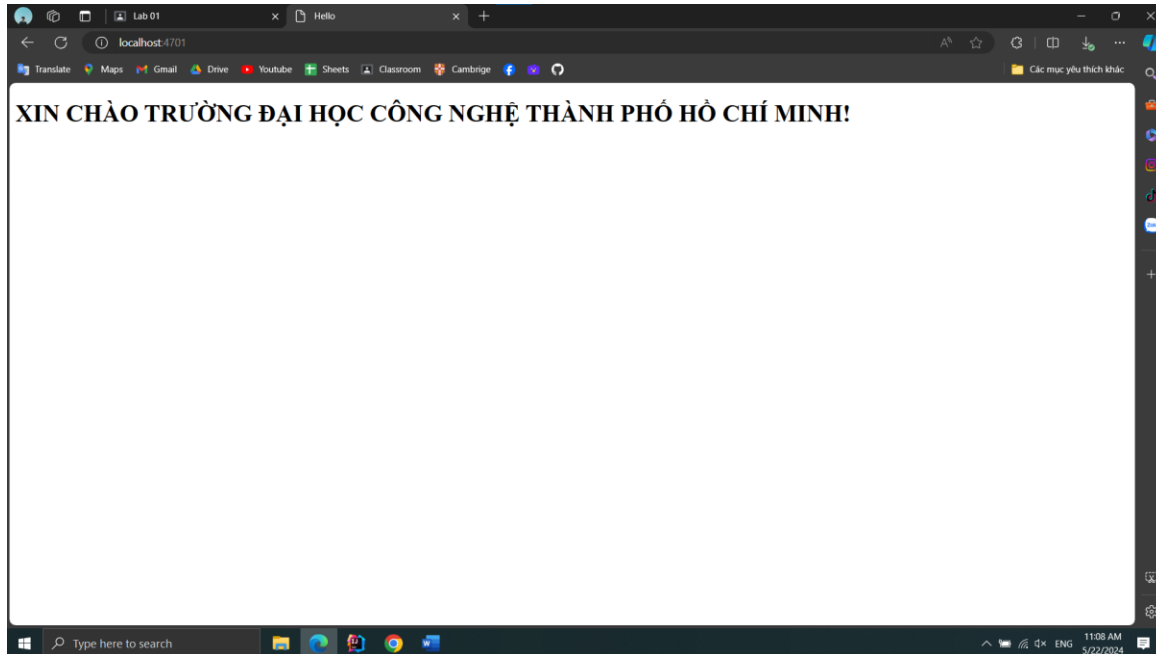 Lab 01
Hello
localhost:4701
Translate Maps Gmail Drive Youtube Sheets Classroom Cambrige Các mục yêu thích khác
XIN CHÀO TRƯỜNG ĐẠI HỌC CÔNG NGHỆ THÀNH PHỐ HỒ CHÍ MINH!
Type here to search
ENG
11:08 AM
5/22/2024